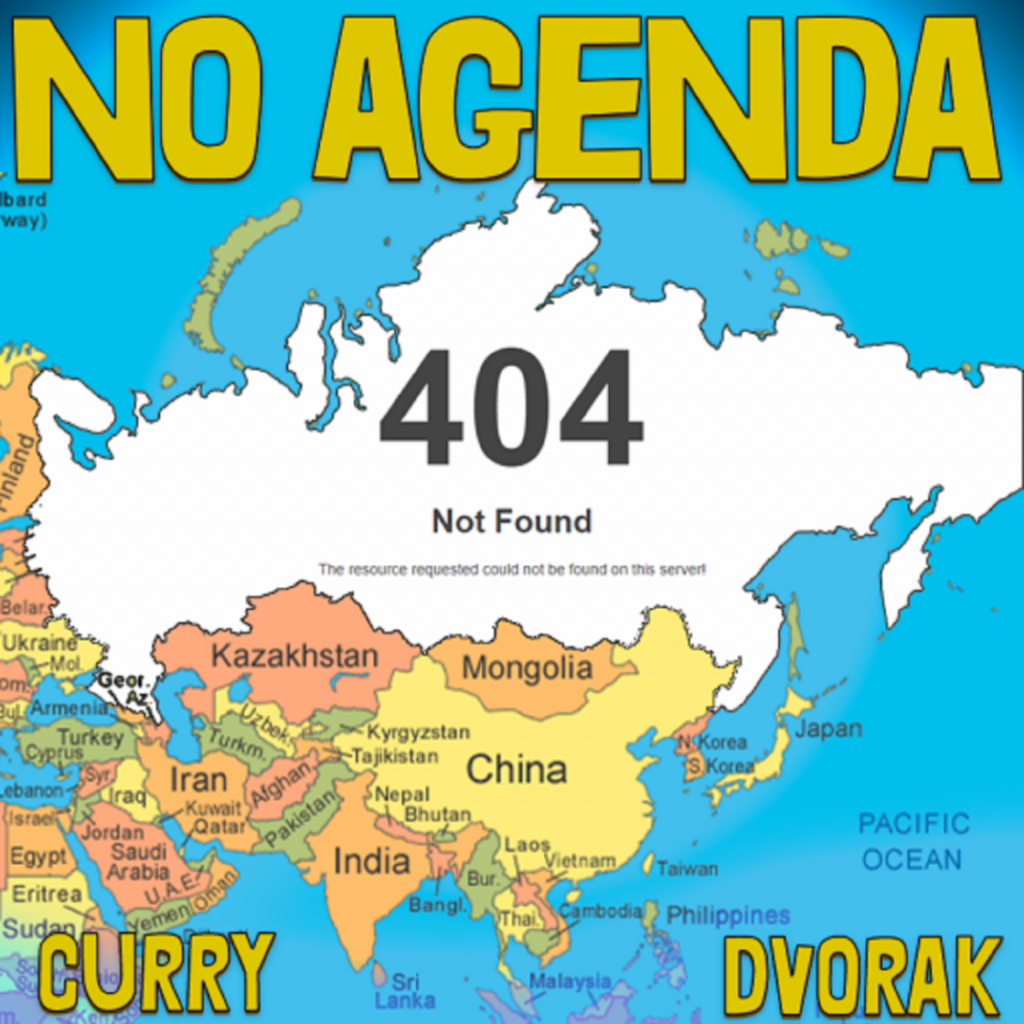 NO AGENDA
lbard
way)
404
Finland
Not Found
The resource requested could not be found on this server!
Belar.
Ukraine
Kazakhstan
Mongolia
Mol.
om.
Geor.
Az.
Bul.
Armenia
Uzbek.
Kyrgyzstan
Japan
Turkey
Turkm.
Tajikistan
N. Korea
Cyprus
China
S. Korea
Syr.
Iran
Afghan.
Lebanon
Iraq
Nepal
Kuwait
Pakistan
Bhutan
Israel
Qatar
PACIFIC
OCEAN
Jordan
Saudi
Arabia
India
Laos
Vietnam
Egypt
Taiwan
U.A.E.
Oman
Bur.
Eritrea
Bangl.
Yemen
Thai.
Cambodia
Philippines
Sudan
CURRY
DVORAK
Sri
Lanka
Malaysia